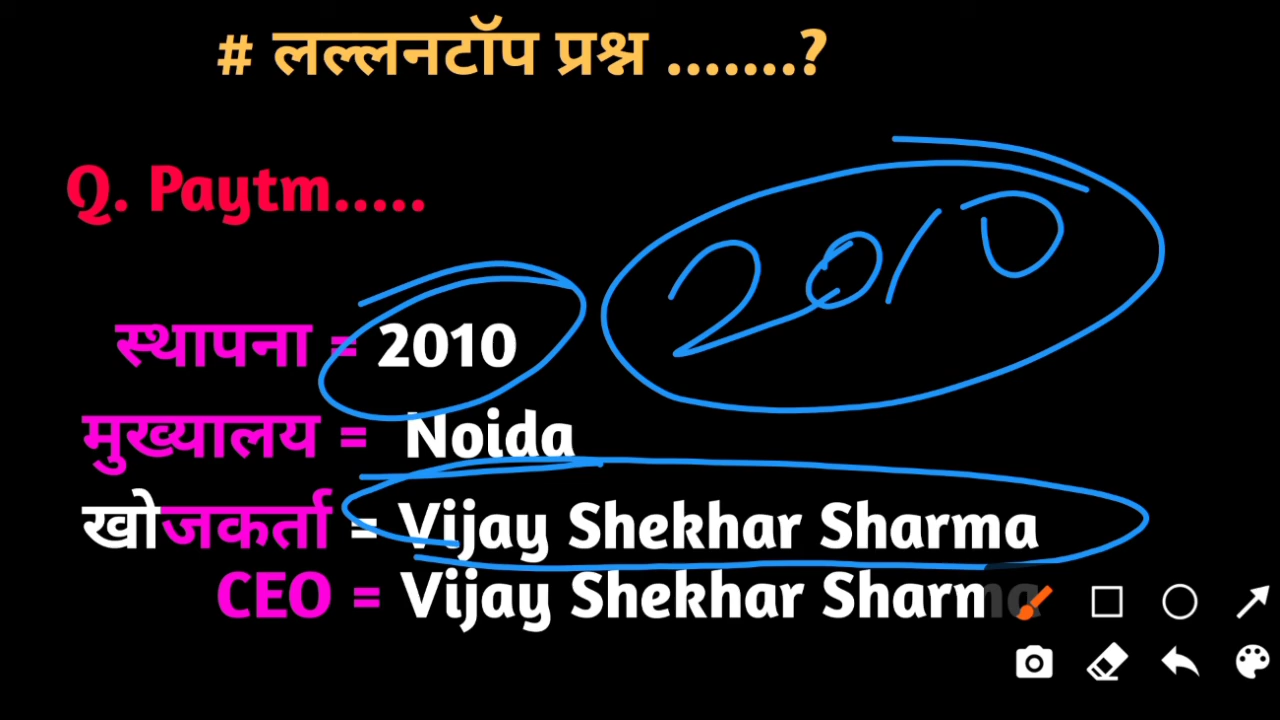 # लल्लनटॉप प्रश्न .......?
Q. Paytm.....
2010
स्थापना = 2010
मुख्यालय = Noida
खोजकर्ता = Vijay Shekhar Sharma
CEO = Vijay Shekhar Sharma